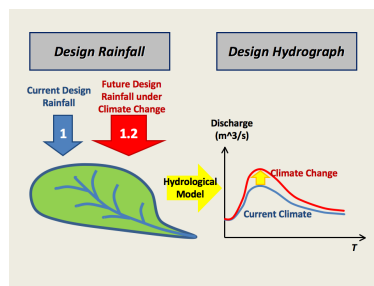 Design Rainfall
Design Hydrograph
Current Design
Rainfall
Future Design
Rainfall under
Climate Change
1
1.2
Hydrological
Model
Discharge
(m^3/s)
Climate Change
Current Climate
T